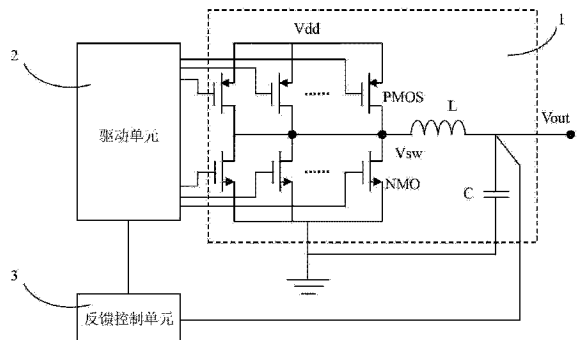 1
Vdd
2
......
PMOS
L
Vout
驱动单元
Vsw
......
NMO
C
3
反馈控制单元